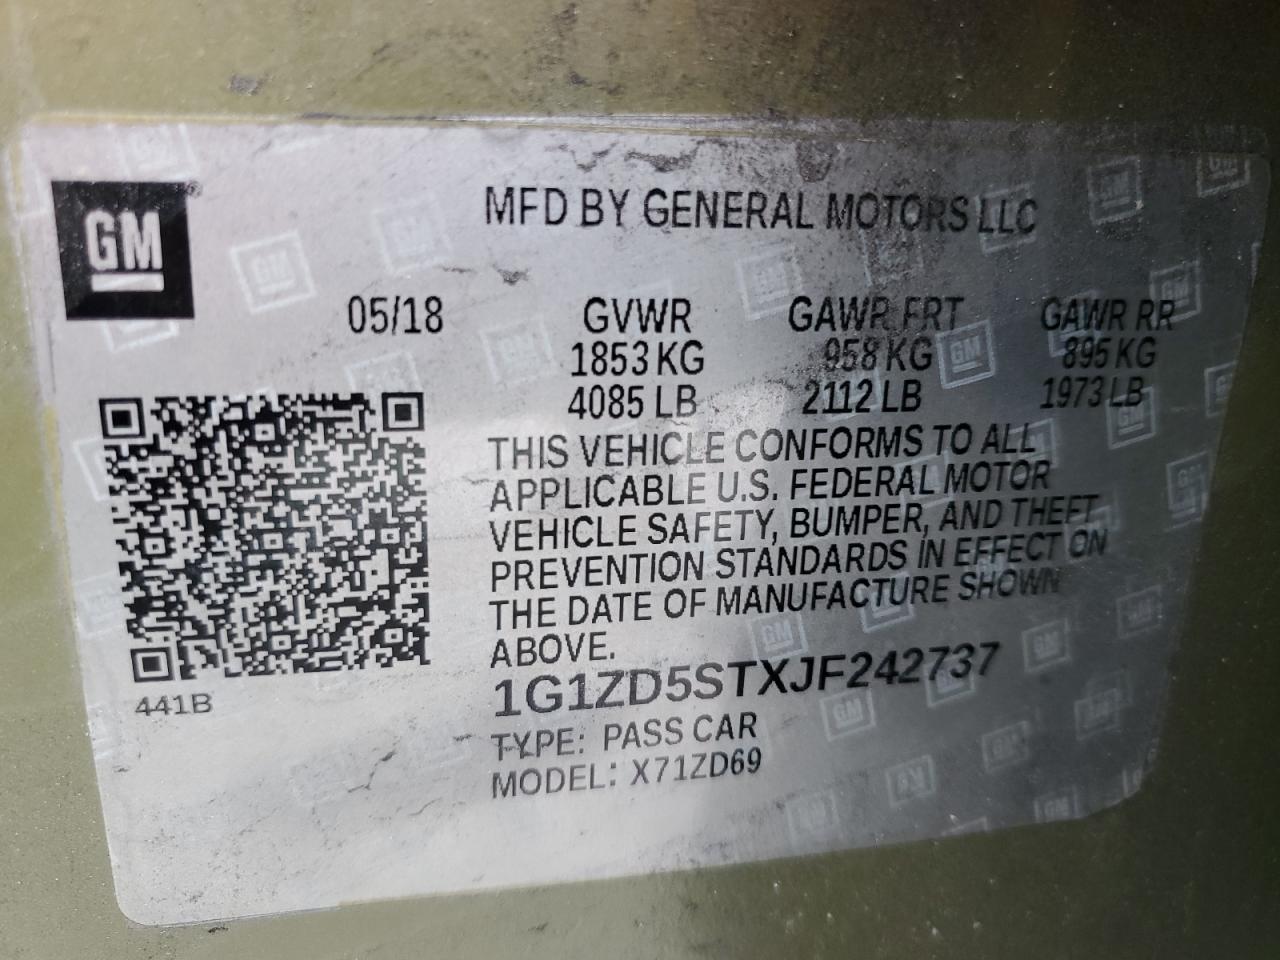 GM
MFD BY GENERAL MOTORS LLC
05/18 GVWR GAWR FRT GAWR RR
1853 KG 958 KG 895 KG
4085 LB 2112 LB 1973 LB
THIS VEHICLE CONFORMS TO ALL
APPLICABLE U.S. FEDERAL MOTOR
VEHICLE SAFETY, BUMPER, AND THEFT
PREVENTION STANDARDS IN EFFECT ON
THE DATE OF MANUFACTURE SHOWN
ABOVE.
1G1ZD5STXJF242737
441B
TYPE: PASS CAR
MODEL: X71ZD69